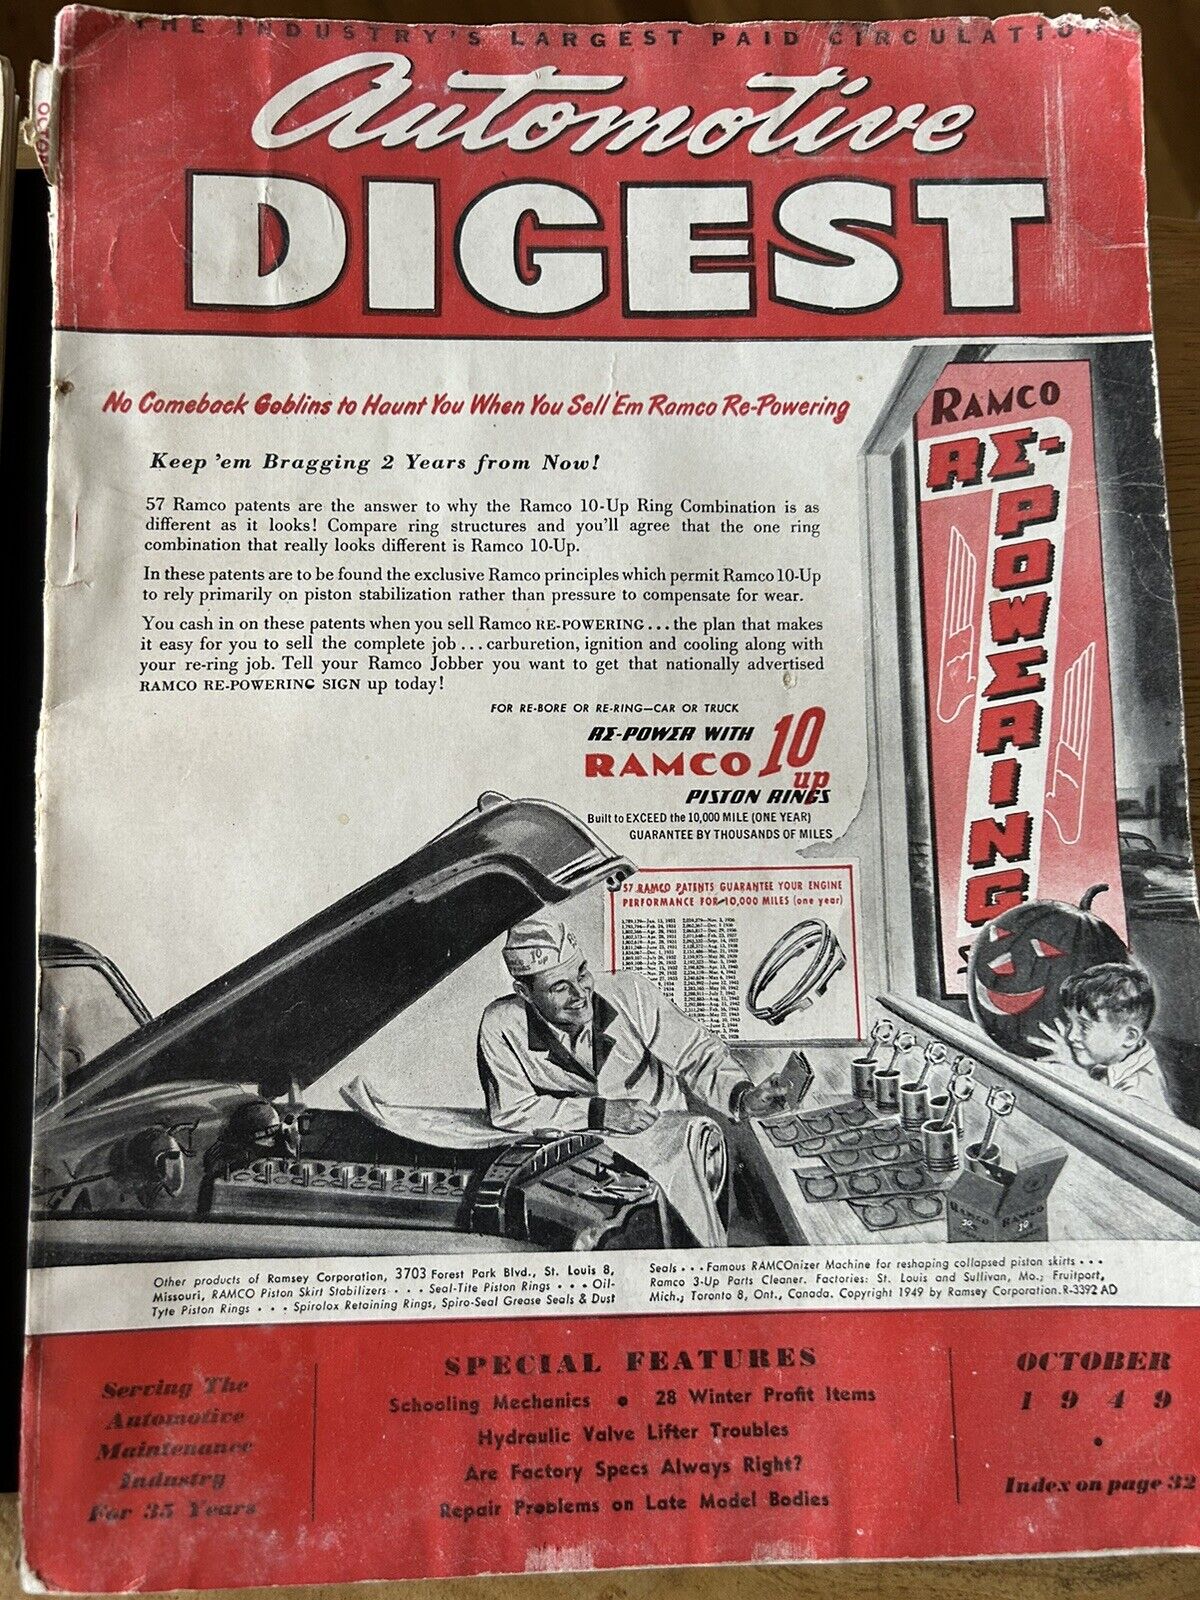 THE INDUSTRY'S LARGEST PAID CIRCULATION
Automotive
DIGEST
No Comeback Goblins to Haunt You When You Sell 'Em Ramco Re-Powering
Keep 'em Bragging 2 Years from Now!
57 Ramco patents are the answer to why the Ramco 10-Up Ring Combination is as
different as it looks! Compare ring structures and you'll agree that the one ring
combination that really looks different is Ramco 10-Up.
In these patents are to be found the exclusive Ramco principles which permit Ramco 10-Up
to rely primarily on piston stabilization rather than pressure to compensate for wear.
You cash in on these patents when you sell Ramco RE-POWERING...the plan that makes
it easy for you to sell the complete job...carburetion, ignition and cooling along with
your re-ring job. Tell your Ramco Jobber you want to get that nationally advertised
RAMCO RE-POWERING SIGN up today!
FOR RE-BORE OR RE-RING—CAR OR TRUCK
RE-POWER WITH
RAMCO 10 up
PISTON RINGS
Built to EXCEED the 10,000 MILE (ONE YEAR)
GUARANTEE BY THOUSANDS OF MILES
RAMCO
RE-POWERING
57 RAMCO PATENTS GUARANTEE YOUR ENGINE
PERFORMANCE FOR 10,000 MILES (one year)
10 up
RAMCO
10
RAMCO
10
Other products of Ramsey Corporation, 3703 Forest Park Blvd., St. Louis 8,
Missouri, RAMCO Piston Skirt Stabilizers . . . Seal-Tite Piston Rings . . . Oil-
Tyte Piston Rings . . . Spirolox Retaining Rings, Spiro-Seal Grease Seals & Dust
Seals . . . Famous RAMCOnizer Machine for reshaping collapsed piston skirts . . .
Ramco 3-Up Parts Cleaner. Factories: St. Louis and Sullivan, Mo.; Fruitport,
Mich.; Toronto 8, Ont., Canada. Copyright 1949 by Ramsey Corporation. R-3392 AD
Serving The
Automotive
Maintenance
Industry
For 35 Years
SPECIAL FEATURES
Schooling Mechanics • 28 Winter Profit Items
Hydraulic Valve Lifter Troubles
Are Factory Specs Always Right?
Repair Problems on Late Model Bodies
OCTOBER
1949
•
Index on page 32